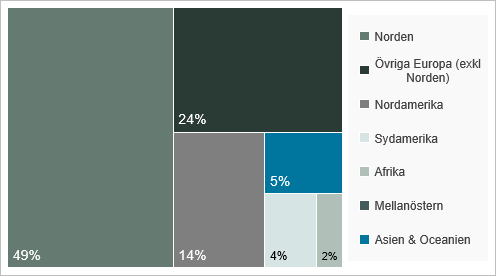 49%
24%
14%
5%
4%
2%
Norden
Övriga Europa (exkl
Norden)
Nordamerika
Sydamerika
Afrika
Mellanöstern
Asien & Oceanien